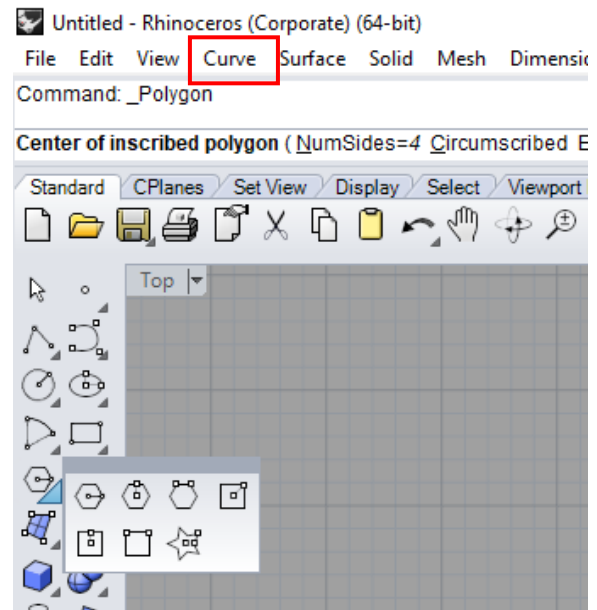 Untitled - Rhinoceros (Corporate) (64-bit)
File Edit View Curve Surface Solid Mesh
Command: _Polygon
Center of inscribed polygon ( NumSides=4 Circumscribed
Standard CPlanes Set View Display Select Viewport
Top